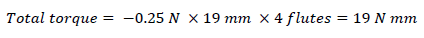 Total torque = −0.25 N × 19 mm × 4 flutes = 19 N mm